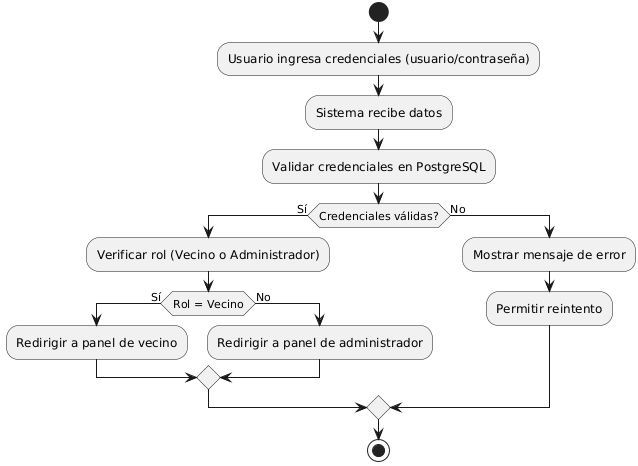 Usuario ingresa credenciales (usuario/contraseña)
Sistema recibe datos
Validar credenciales en PostgreSQL
Sí
Credenciales válidas?
No
Verificar rol (Vecino o Administrador)
Mostrar mensaje de error
Sí
Rol = Vecino
No
Permitir reintento
Redirigir a panel de vecino
Redirigir a panel de administrador